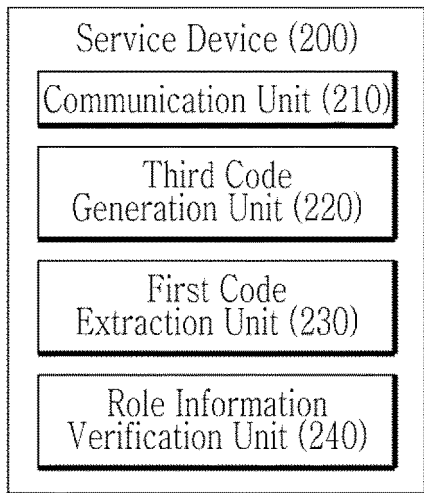 Service Device (200)
Communication Unit (210)
Third Code
Generation Unit (220)
First Code
Extraction Unit (230)
Role Information
Verification Unit (240)